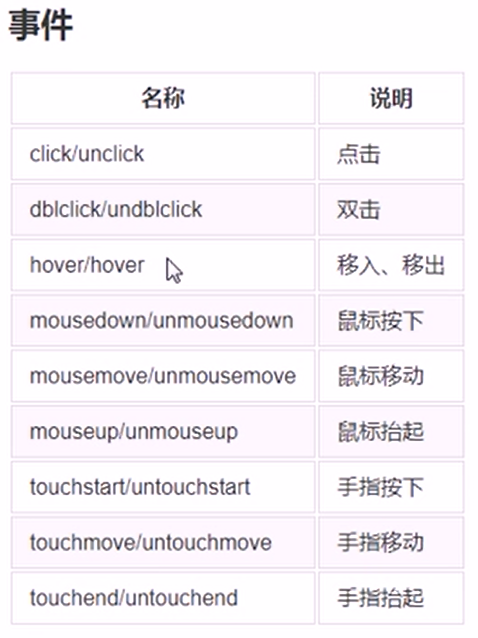 事件
名称 说明
click/unclick 点击
dblclick/undblclick 双击
hover/hover 移入、移出
mousedown/unmousedown 鼠标按下
mousemove/unmousemove 鼠标移动
mouseup/unmouseup 鼠标抬起
touchstart/untouchstart 手指按下
touchmove/untouchmove 手指移动
touchend/untouchend 手指抬起